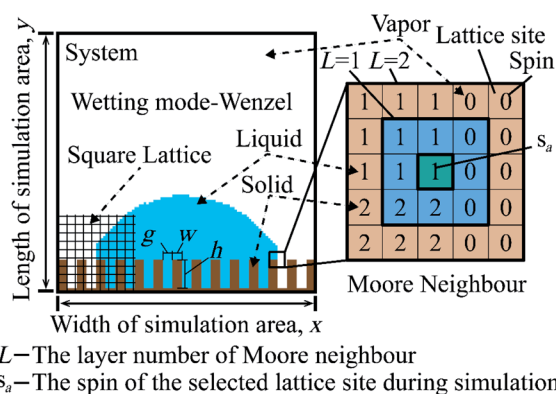 Length of simulation area, y
System
Wetting mode-Wenzel
Square Lattice
Vapor
Liquid
Solid
g
w
h
Width of simulation area, x
Lattice site
L=1 L=2
Spin
1 1 1 0 0
1 1 1 0 0
1 1 1 0 0
2 2 2 0 0
2 2 2 0 0
sa
Moore Neighbour
L−The layer number of Moore neighbour
sa−The spin of the selected lattice site during simulation